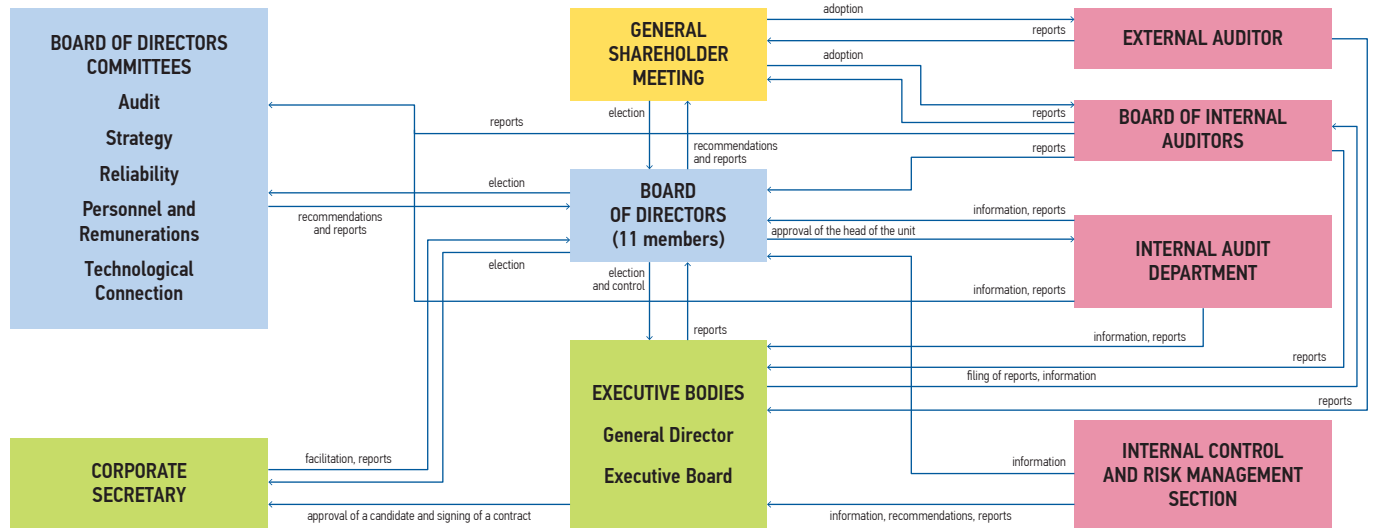 BOARD OF DIRECTORS
COMMITTEES
Audit
Strategy
Reliability
Personnel and
Remunerations
Technological
Connection
GENERAL
SHAREHOLDER
MEETING
adoption
reports
EXTERNAL AUDITOR
adoption
reports
BOARD OF INTERNAL
AUDITORS
election
reports
recommendations
and reports
reports
election
recommendations
and reports
BOARD
OF DIRECTORS
(11 members)
information, reports
approval of the head of the unit
INTERNAL AUDIT
DEPARTMENT
election
election
and control
information, reports
reports
information, reports
reports
filing of reports, information
reports
EXECUTIVE BODIES
General Director
Executive Board
CORPORATE
SECRETARY
facilitation, reports
approval of a candidate and signing of a contract
information
information, recommendations, reports
INTERNAL CONTROL
AND RISK MANAGEMENT
SECTION